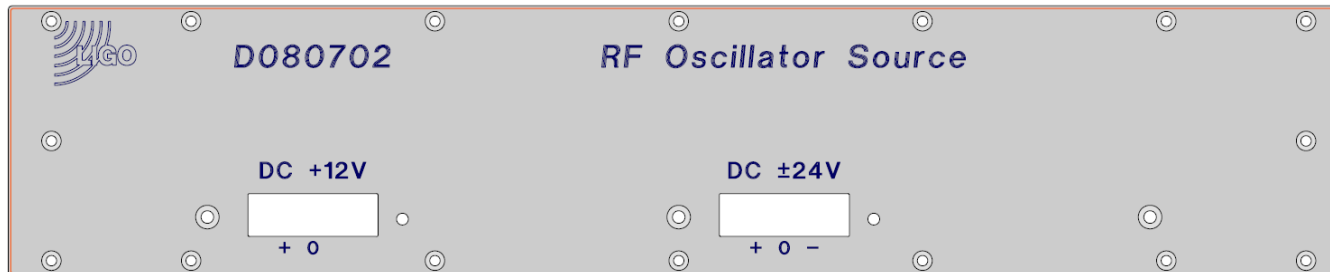 LIGO
D080702
RF Oscillator Source
DC +12V
DC ±24V
+ 0
+ 0 -